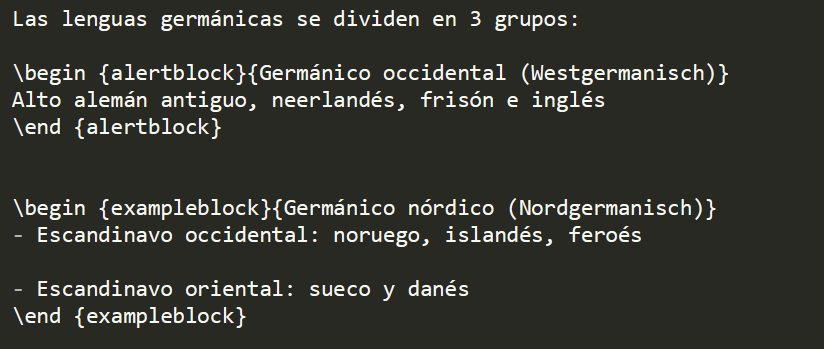 Las lenguas germánicas se dividen en 3 grupos:
\begin {alertblock}{Germánico occidental (Westgermanisch)}
Alto alemán antiguo, neerlandés, frisón e inglés
\end {alertblock}
\begin {exampleblock}{Germánico nórdico (Nordgermanisch)}
- Escandinavo occidental: noruego, islandés, feroés
- Escandinavo oriental: sueco y danés
\end {exampleblock}